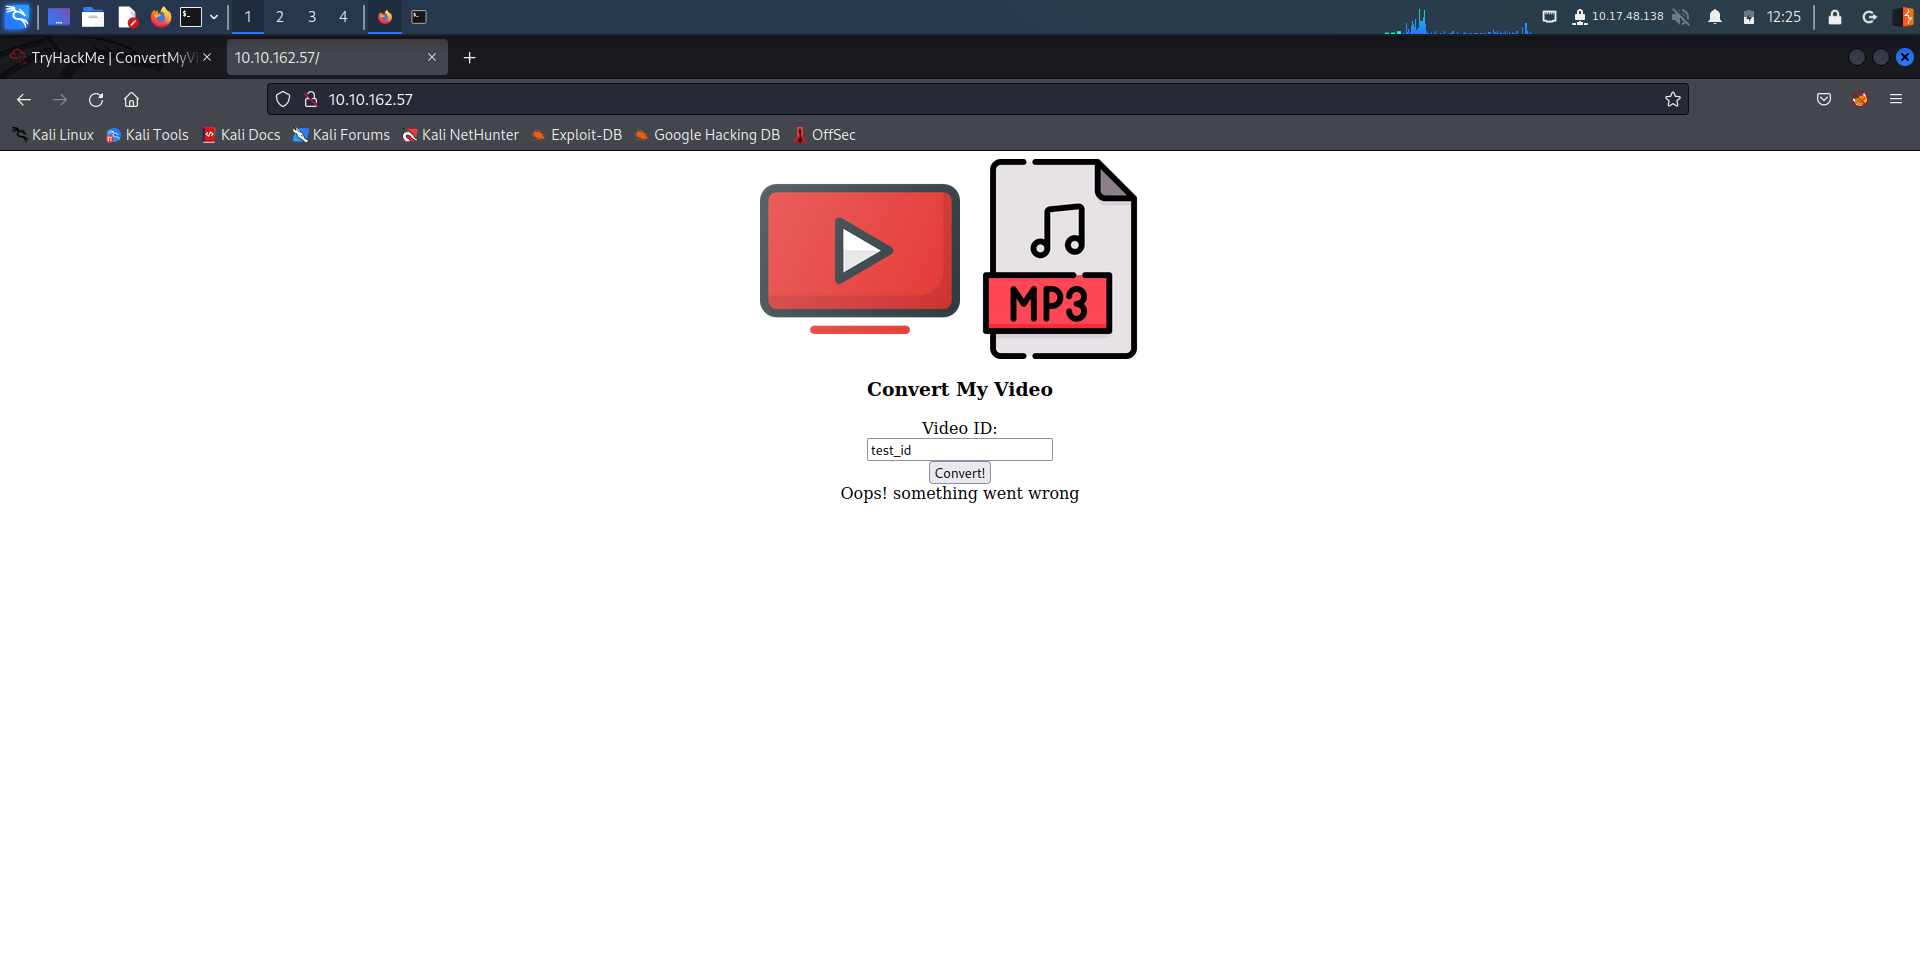 1 2 3 4 10.17.48.138 12:25
TryHackMe | ConvertMyVi 10.10.162.57/
10.10.162.57
Kali Linux Kali Tools Kali Docs Kali Forums Kali NetHunter Exploit-DB Google Hacking DB OffSec
MP3
Convert My Video
Video ID:
test_id
Convert!
Oops! something went wrong